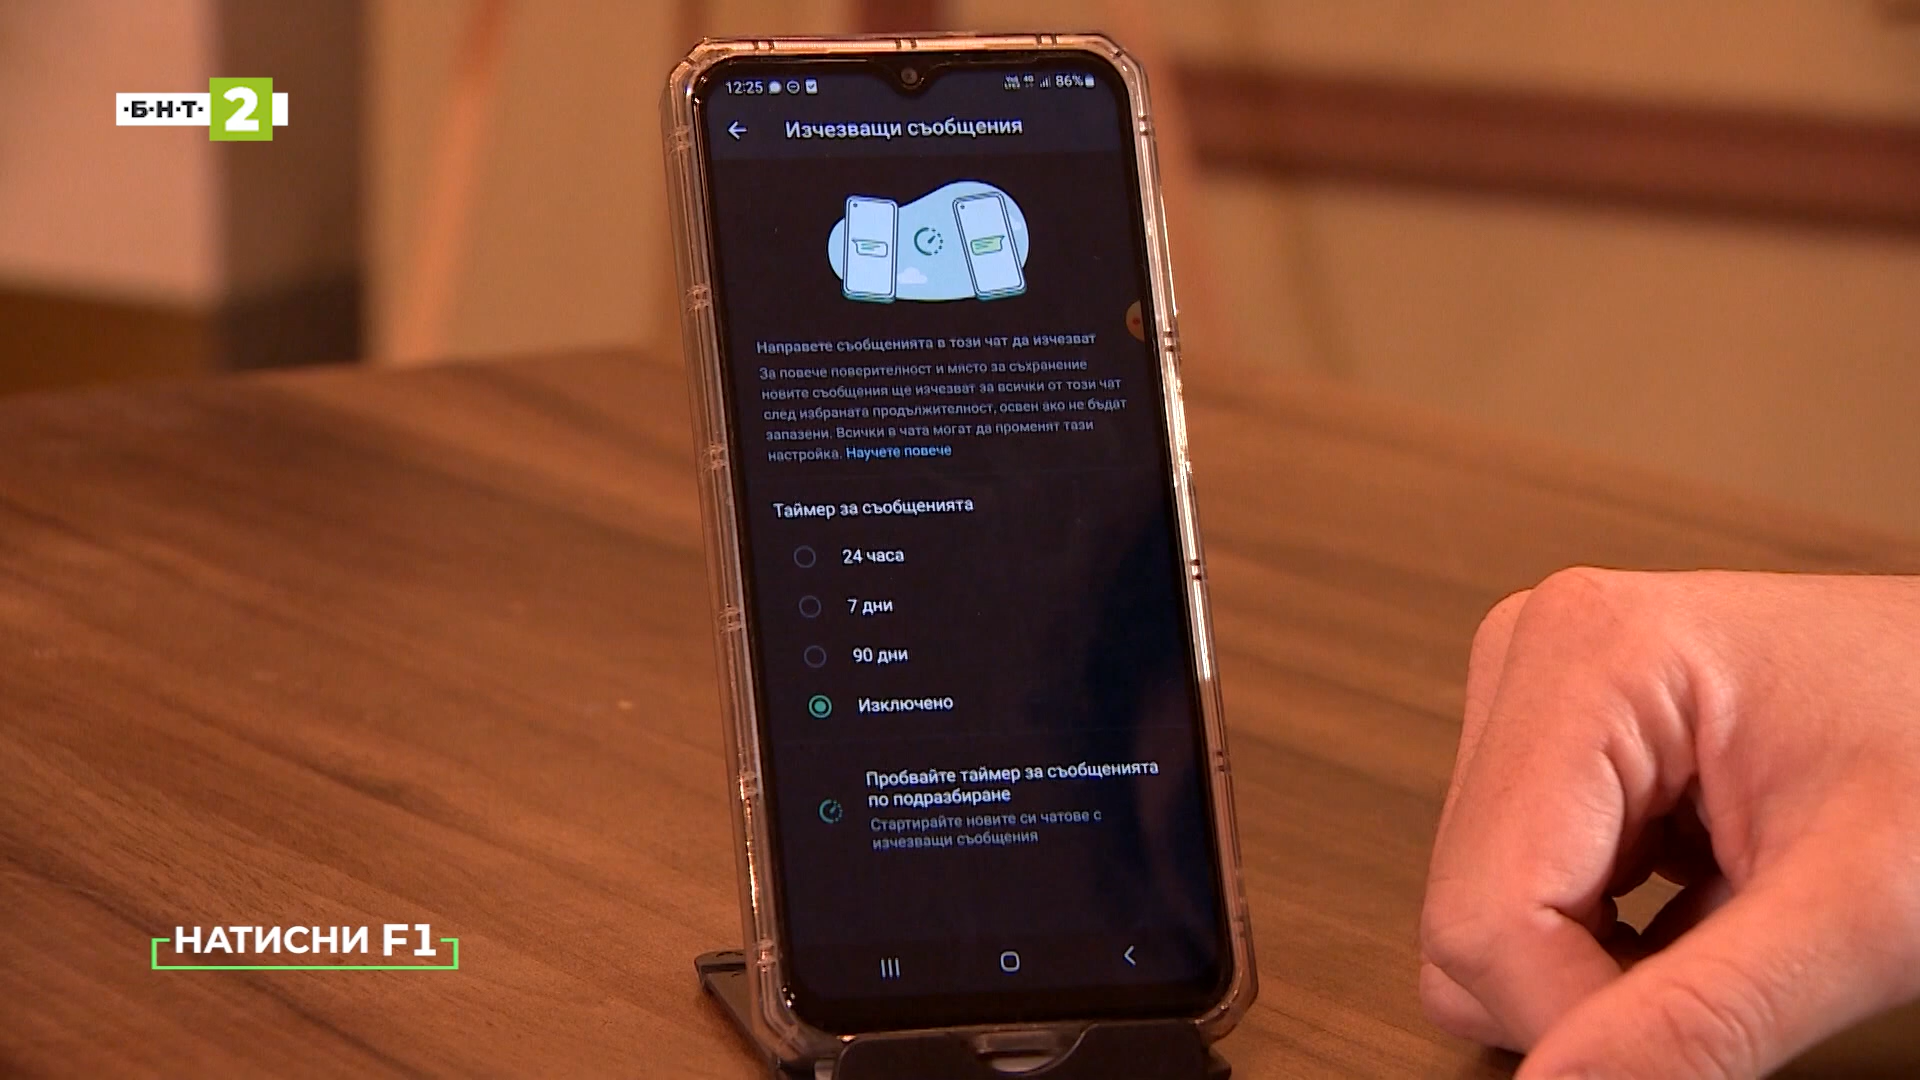 ·Б·Н·Т· 2
12:25
86%
Изчезващи съобщения
Направете съобщенията в този чат да изчезват
За повече поверителност и място за съхранение
новите съобщения ще изчезват за всички от този чат
след избраната продължителност, освен ако не бъдат
запазени. Всички в чата могат да променят тази
настройка. Научете повече
Таймер за съобщенията
24 часа
7 дни
90 дни
Изключено
Пробвайте таймер за съобщенията
по подразбиране
Стартирайте новите си чатове с
изчезващи съобщения
НАТИСНИ F1